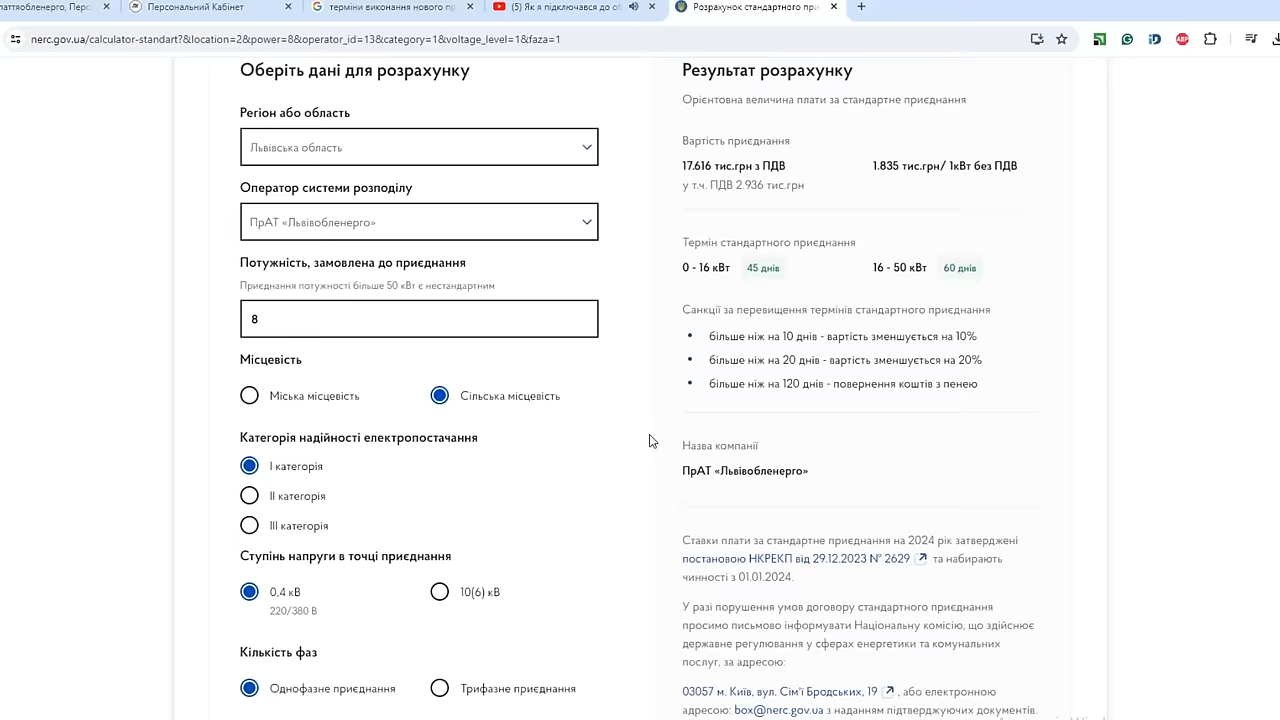 паттяобленерго, Перс
Персональний Кабінет
терміни виконання нового пр
(5) Як я підключався до об
Розрахунок стандартного при
nerc.gov.ua/calculator-standart?&location=2&power=8&operator_id=13&category=1&voltage_level=1&faza=1
Оберіть дані для розрахунку
Регіон або область
Львівська область
Оператор системи розподілу
ПрАТ «Львівобленерго»
Потужність, замовлена до приєднання
Приєднання потужності більше 50 кВт є нестандартним
8
Місцевість
Міська місцевість
Сільська місцевість
Категорія надійності електропостачання
I категорія
II категорія
III категорія
Ступінь напруги в точці приєднання
0,4 кВ
220/380 В
10(6) кВ
Кількість фаз
Однофазне приєднання
Трифазне приєднання
Результат розрахунку
Орієнтовна величина плати за стандартне приєднання
Вартість приєднання
17.616 тис.грн з ПДВ
1.835 тис.грн/ 1кВт без ПДВ
у т.ч. ПДВ 2.936 тис.грн
Термін стандартного приєднання
0 - 16 кВт 45 днів
16 - 50 кВт 60 днів
Санкції за перевищення термінів стандартного приєднання
• більше ніж на 10 днів - вартість зменшується на 10%
• більше ніж на 20 днів - вартість зменшується на 20%
• більше ніж на 120 днів - повернення коштів з пенею
Назва компанії
ПрАТ «Львівобленерго»
Ставки плати за стандартне приєднання на 2024 рік затверджені
постановою НКРЕКП від 29.12.2023 № 2629 та набирають
чинності з 01.01.2024.
У разі порушення умов договору стандартного приєднання
просимо письмово інформувати Національну комісію, що здійснює
державне регулювання у сферах енергетики та комунальних
послуг, за адресою:
03057 м. Київ, вул. Сім'ї Бродських, 19 , або електронною
адресою: box@nerc.gov.ua з наданням підтверджуючих документів.